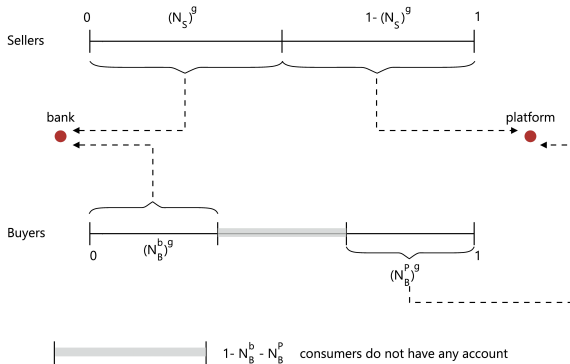 0 (N_S)^g 1- (N_S)^g 1
Sellers
bank platform
Buyers
0 (N_B^b)^g 1
(N_B^P)^g
1- N_B^b - N_B^P consumers do not have any account